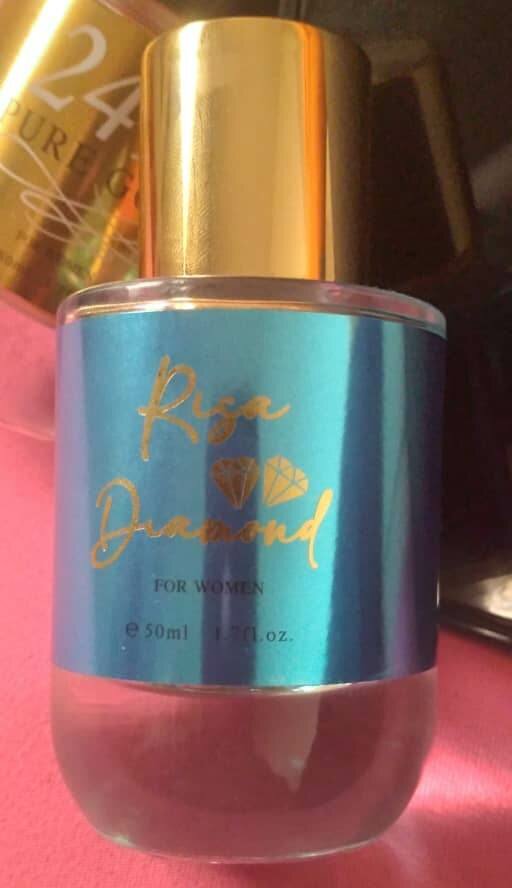 24
PURE
Risa
Diamond
FOR WOMEN
e 50ml 1.7fl.oz.